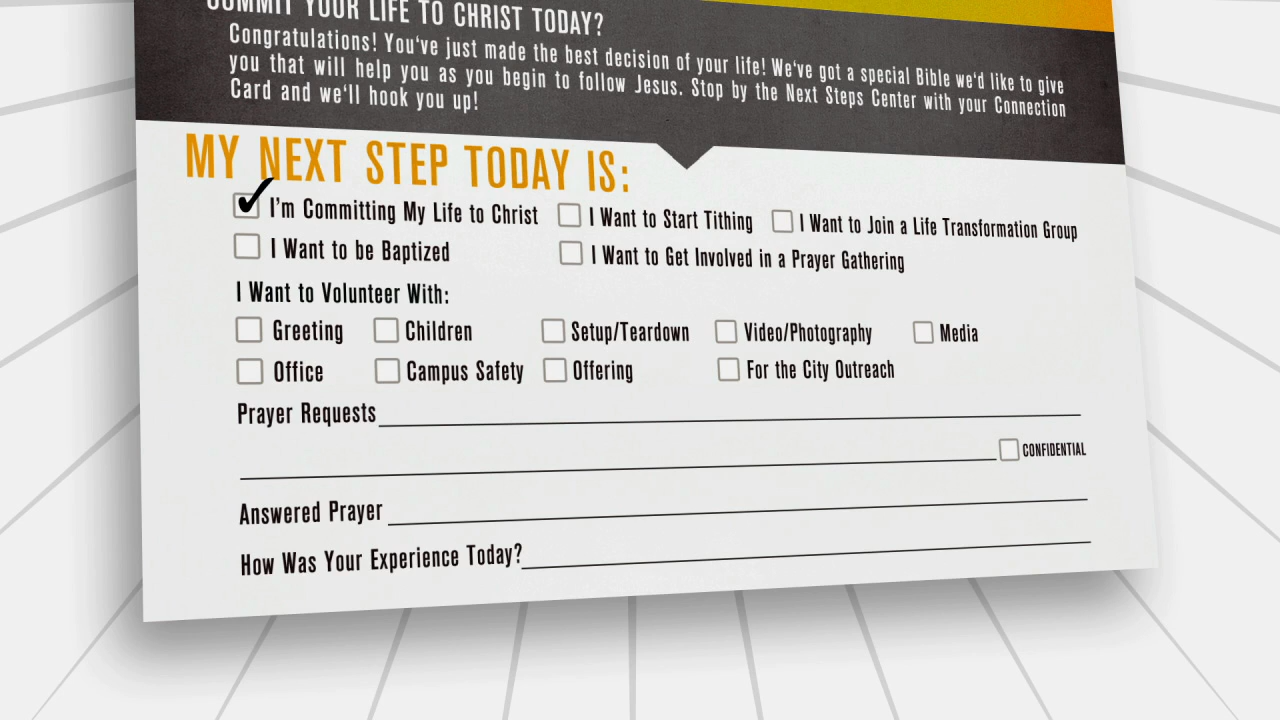 COMMIT YOUR LIFE TO CHRIST TODAY?
Congratulations! You've just made the best decision of your life! We've got a special Bible we'd like to give
you that will help you as you begin to follow Jesus. Stop by the Next Steps Center with your Connection
Card and we'll hook you up!
MY NEXT STEP TODAY IS:
I'm Committing My Life to Christ I Want to Start Tithing I Want to Join a Life Transformation Group
I Want to be Baptized I Want to Get Involved in a Prayer Gathering
I Want to Volunteer With:
Greeting Children Setup/Teardown Video/Photography Media
Office Campus Safety Offering For the City Outreach
Prayer Requests
CONFIDENTIAL
Answered Prayer
How Was Your Experience Today?